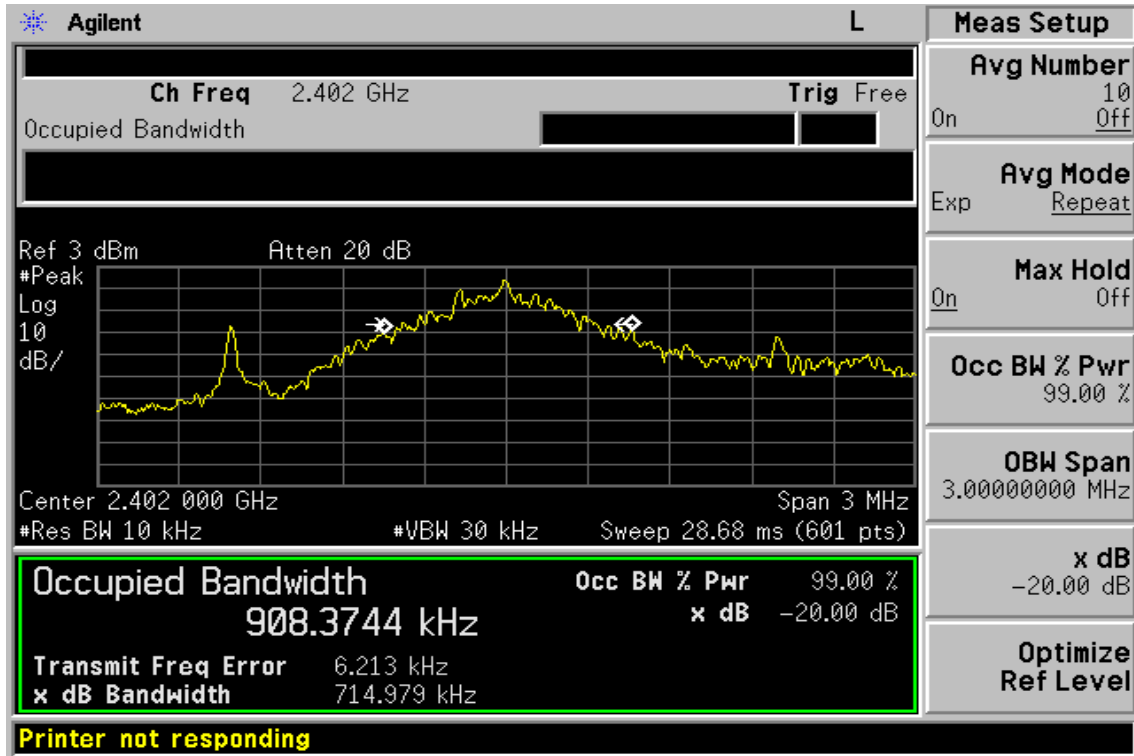 Agilent L Meas Setup
Ch Freq 2.402 GHz Trig Free
Occupied Bandwidth
Avg Number
10
On Off
Avg Mode
Exp Repeat
Max Hold
On Off
Occ BW % Pwr
99.00 %
OBW Span
3.00000000 MHz
x dB
-20.00 dB
Optimize
Ref Level
Ref 3 dBm Atten 20 dB
#Peak
Log
10
dB/
Center 2.402 000 GHz Span 3 MHz
#Res BW 10 kHz #VBW 30 kHz Sweep 28.68 ms (601 pts)
Occupied Bandwidth Occ BW % Pwr 99.00 %
908.3744 kHz x dB -20.00 dB
Transmit Freq Error 6.213 kHz
x dB Bandwidth 714.979 kHz
Printer not responding